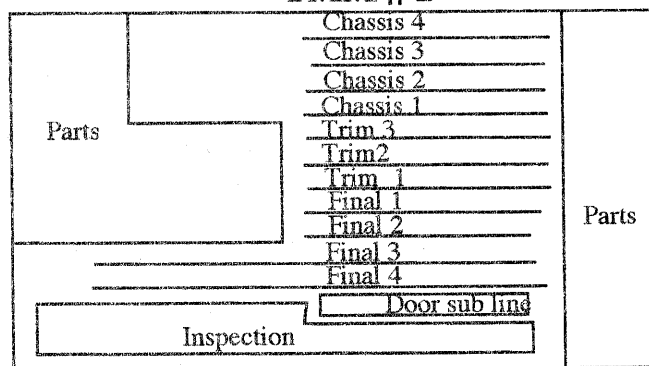 Chassis 4
Chassis 3
Chassis 2
Chassis 1
Parts
Trim 3
Trim2
Trim 1
Final 1
Parts
Final 2
Final 3
Final 4
Door sub line
Inspection